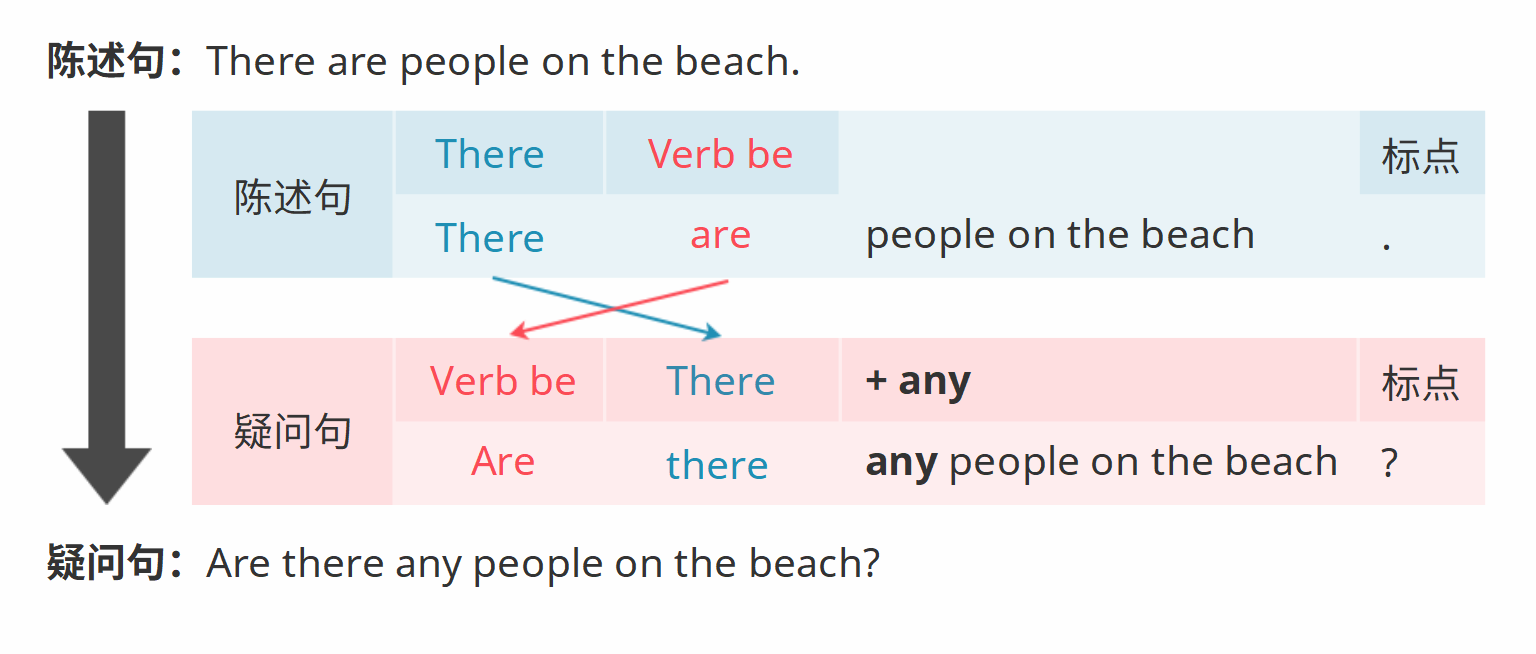 陈述句：There are people on the beach.
There Verb be 标点
陈述句
There are people on the beach .
Verb be There + any 标点
疑问句
Are there any people on the beach ?
疑问句：Are there any people on the beach?